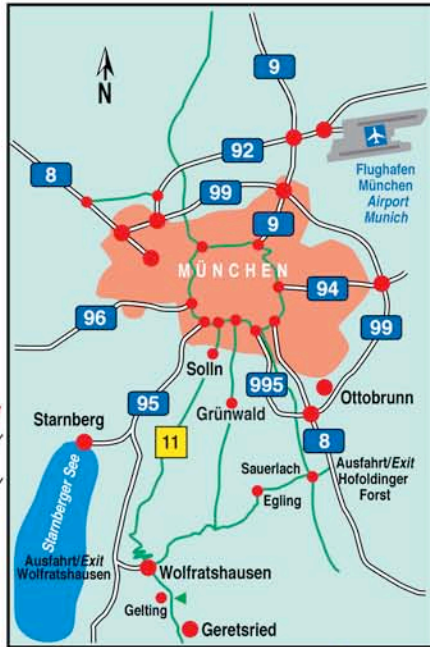 9
N
92
8
99
Flughafen
München
Airport
Munich
9
MÜNCHEN
94
96
99
Solln
995
95
Grünwald
Ottobrunn
Starnberg
11
8
Starnberger See
Sauerlach
Ausfahrt/Exit
Hofoldinger
Forst
Egling
Ausfahrt/Exit
Wolfratshausen
Wolfratshausen
Gelting
Geretsried